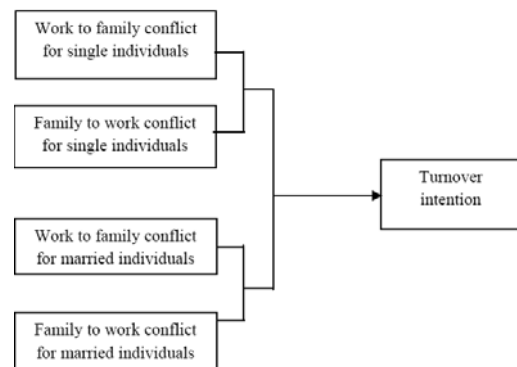 Work to family conflict
for single individuals
Family to work conflict
for single individuals
Turnover
intention
Work to family conflict
for married individuals
Family to work conflict
for married individuals